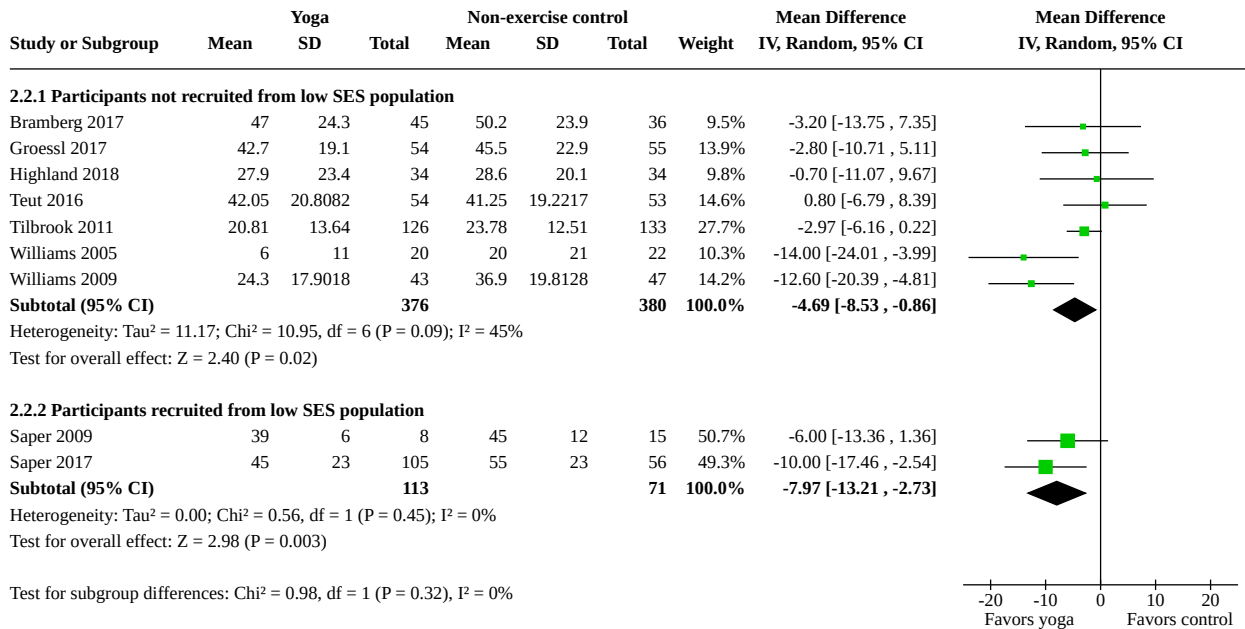 Yoga Non-exercise control Mean Difference Mean Difference
Study or Subgroup Mean SD Total Mean SD Total Weight IV, Random, 95% CI IV, Random, 95% CI
2.2.1 Participants not recruited from low SES population
Bramberg 2017 47 24.3 45 50.2 23.9 36 9.5% -3.20 [-13.75 , 7.35]
Groessl 2017 42.7 19.1 54 45.5 22.9 55 13.9% -2.80 [-10.71 , 5.11]
Highland 2018 27.9 23.4 34 28.6 20.1 34 9.8% -0.70 [-11.07 , 9.67]
Teut 2016 42.05 20.8082 54 41.25 19.2217 53 14.6% 0.80 [-6.79 , 8.39]
Tilbrook 2011 20.81 13.64 126 23.78 12.51 133 27.7% -2.97 [-6.16 , 0.22]
Williams 2005 6 11 20 20 21 22 10.3% -14.00 [-24.01 , -3.99]
Williams 2009 24.3 17.9018 43 36.9 19.8128 47 14.2% -12.60 [-20.39 , -4.81]
Subtotal (95% CI) 376 380 100.0% -4.69 [-8.53 , -0.86]
Heterogeneity: Tau² = 11.17; Chi² = 10.95, df = 6 (P = 0.09); I² = 45%
Test for overall effect: Z = 2.40 (P = 0.02)
2.2.2 Participants recruited from low SES population
Saper 2009 39 6 8 45 12 15 50.7% -6.00 [-13.36 , 1.36]
Saper 2017 45 23 105 55 23 56 49.3% -10.00 [-17.46 , -2.54]
Subtotal (95% CI) 113 71 100.0% -7.97 [-13.21 , -2.73]
Heterogeneity: Tau² = 0.00; Chi² = 0.56, df = 1 (P = 0.45); I² = 0%
Test for overall effect: Z = 2.98 (P = 0.003)
Test for subgroup differences: Chi² = 0.98, df = 1 (P = 0.32), I² = 0%
-20 -10 0 10 20
Favors yoga Favors control